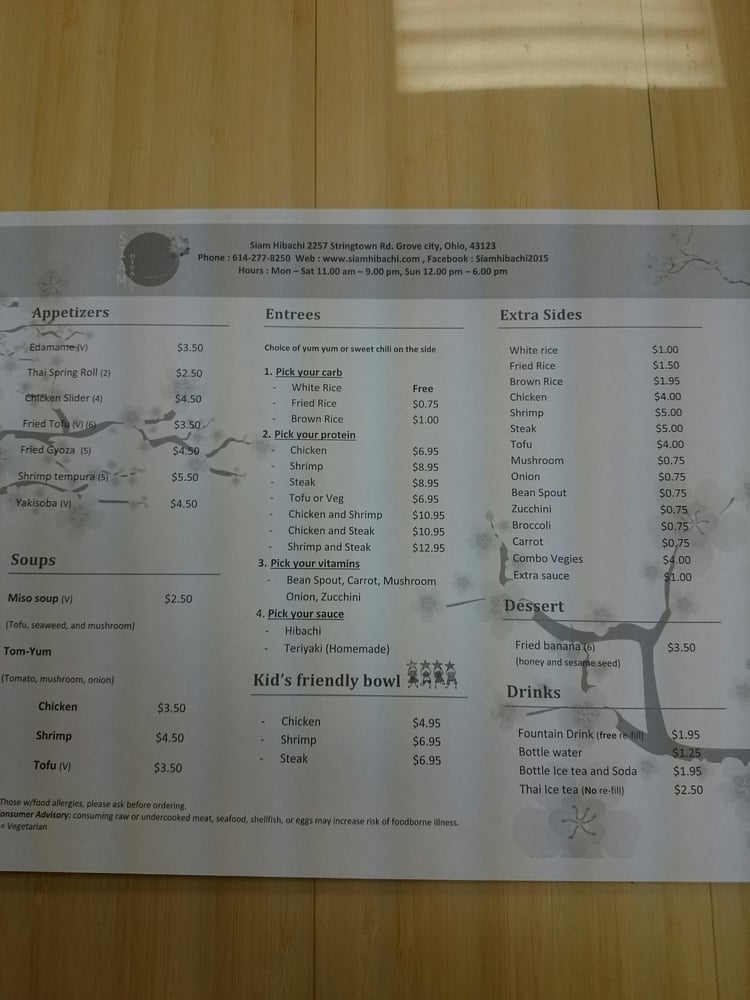 SIAM
HIBACHI
Siam Hibachi 2257 Stringtown Rd. Grove city, Ohio, 43123
Phone : 614-277-8250 Web : www.siamhibachi.com , Facebook : Siamhibachi2015
Hours : Mon – Sat 11.00 am – 9.00 pm, Sun 12.00 pm – 6.00 pm
Appetizers
Edamame (V) $3.50
Thai Spring Roll (2) $2.50
Chicken Slider (4) $4.50
Fried Tofu (V) (6) $3.50
Fried Gyoza (5) $4.50
Shrimp tempura (5) $5.50
Yakisoba (V) $4.50
Soups
Miso soup (V) $2.50
(Tofu, seaweed, and mushroom)
Tom-Yum
(Tomato, mushroom, onion)
Chicken $3.50
Shrimp $4.50
Tofu (V) $3.50
Entrees
Choice of yum yum or sweet chili on the side
1. Pick your carb
- White Rice Free
- Fried Rice $0.75
- Brown Rice $1.00
2. Pick your protein
- Chicken $6.95
- Shrimp $8.95
- Steak $8.95
- Tofu or Veg $6.95
- Chicken and Shrimp $10.95
- Chicken and Steak $10.95
- Shrimp and Steak $12.95
3. Pick your vitamins
- Bean Spout, Carrot, Mushroom
Onion, Zucchini
4. Pick your sauce
- Hibachi
- Teriyaki (Homemade)
Kid's friendly bowl
- Chicken $4.95
- Shrimp $6.95
- Steak $6.95
Extra Sides
White rice $1.00
Fried Rice $1.50
Brown Rice $1.95
Chicken $4.00
Shrimp $5.00
Steak $5.00
Tofu $4.00
Mushroom $0.75
Onion $0.75
Bean Spout $0.75
Zucchini $0.75
Broccoli $0.75
Carrot $0.75
Combo Vegies $4.00
Extra sauce $1.00
Dessert
Fried banana (6) $3.50
(honey and sesame seed)
Drinks
Fountain Drink (free re-fill) $1.95
Bottle water $1.25
Bottle Ice tea and Soda $1.95
Thai Ice tea (No re-fill) $2.50
Those w/food allergies, please ask before ordering.
onsumer Advisory: consuming raw or undercooked meat, seafood, shellfish, or eggs may increase risk of foodborne illness.
= Vegetarian